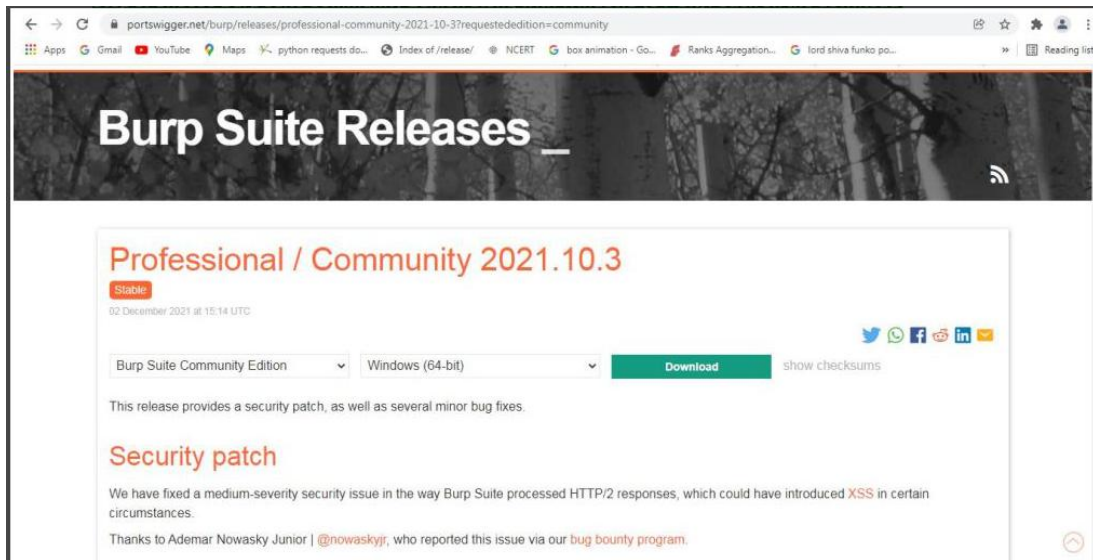 portswigger.net/burp/releases/professional-community-2021-10-3?requestededition=community
Apps Gmail YouTube Maps python requests do... Index of /release/ NCERT box animation - Go... Ranks Aggregation... lord shiva funko po... » Reading list
Burp Suite Releases _
Professional / Community 2021.10.3
Stable
02 December 2021 at 15:14 UTC
Burp Suite Community Edition Windows (64-bit) Download show checksums
This release provides a security patch, as well as several minor bug fixes.
Security patch
We have fixed a medium-severity security issue in the way Burp Suite processed HTTP/2 responses, which could have introduced XSS in certain
circumstances.
Thanks to Ademar Nowasky Junior | @nowaskyjr, who reported this issue via our bug bounty program.